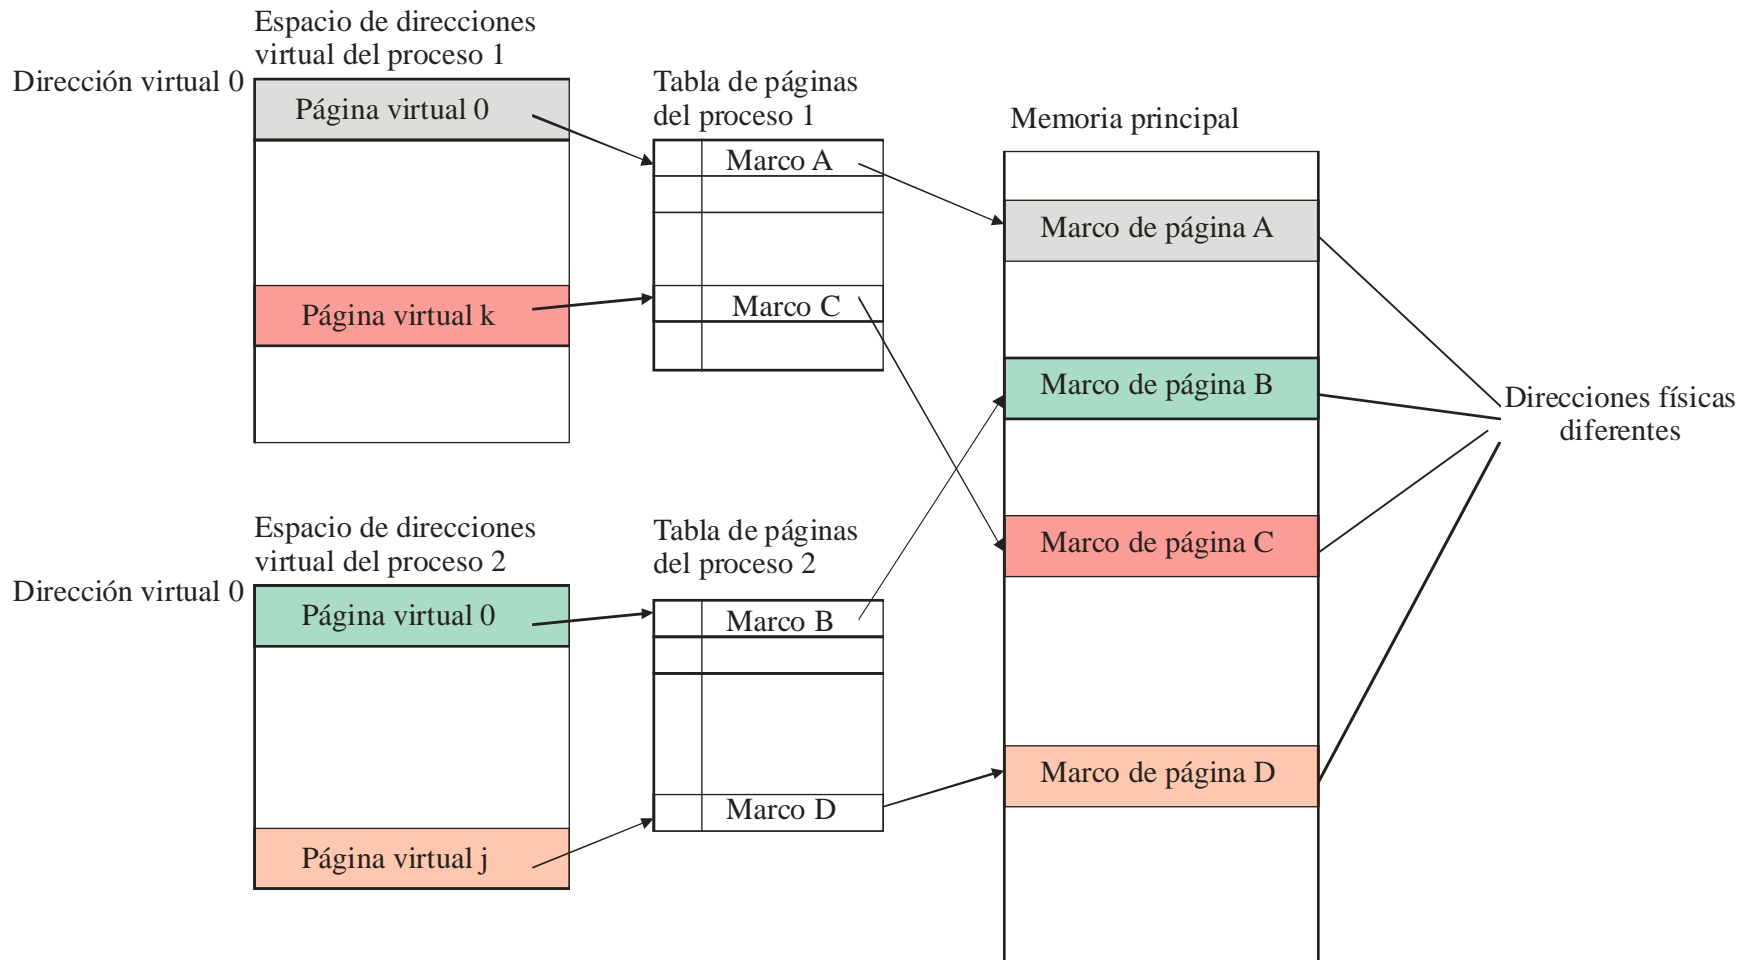 Espacio de direcciones
virtual del proceso 1
Dirección virtual 0
Página virtual 0
Página virtual k
Tabla de páginas
del proceso 1
Marco A
Marco C
Memoria principal
Marco de página A
Marco de página B
Marco de página C
Marco de página D
Direcciones físicas
diferentes
Espacio de direcciones
virtual del proceso 2
Dirección virtual 0
Página virtual 0
Página virtual j
Tabla de páginas
del proceso 2
Marco B
Marco D